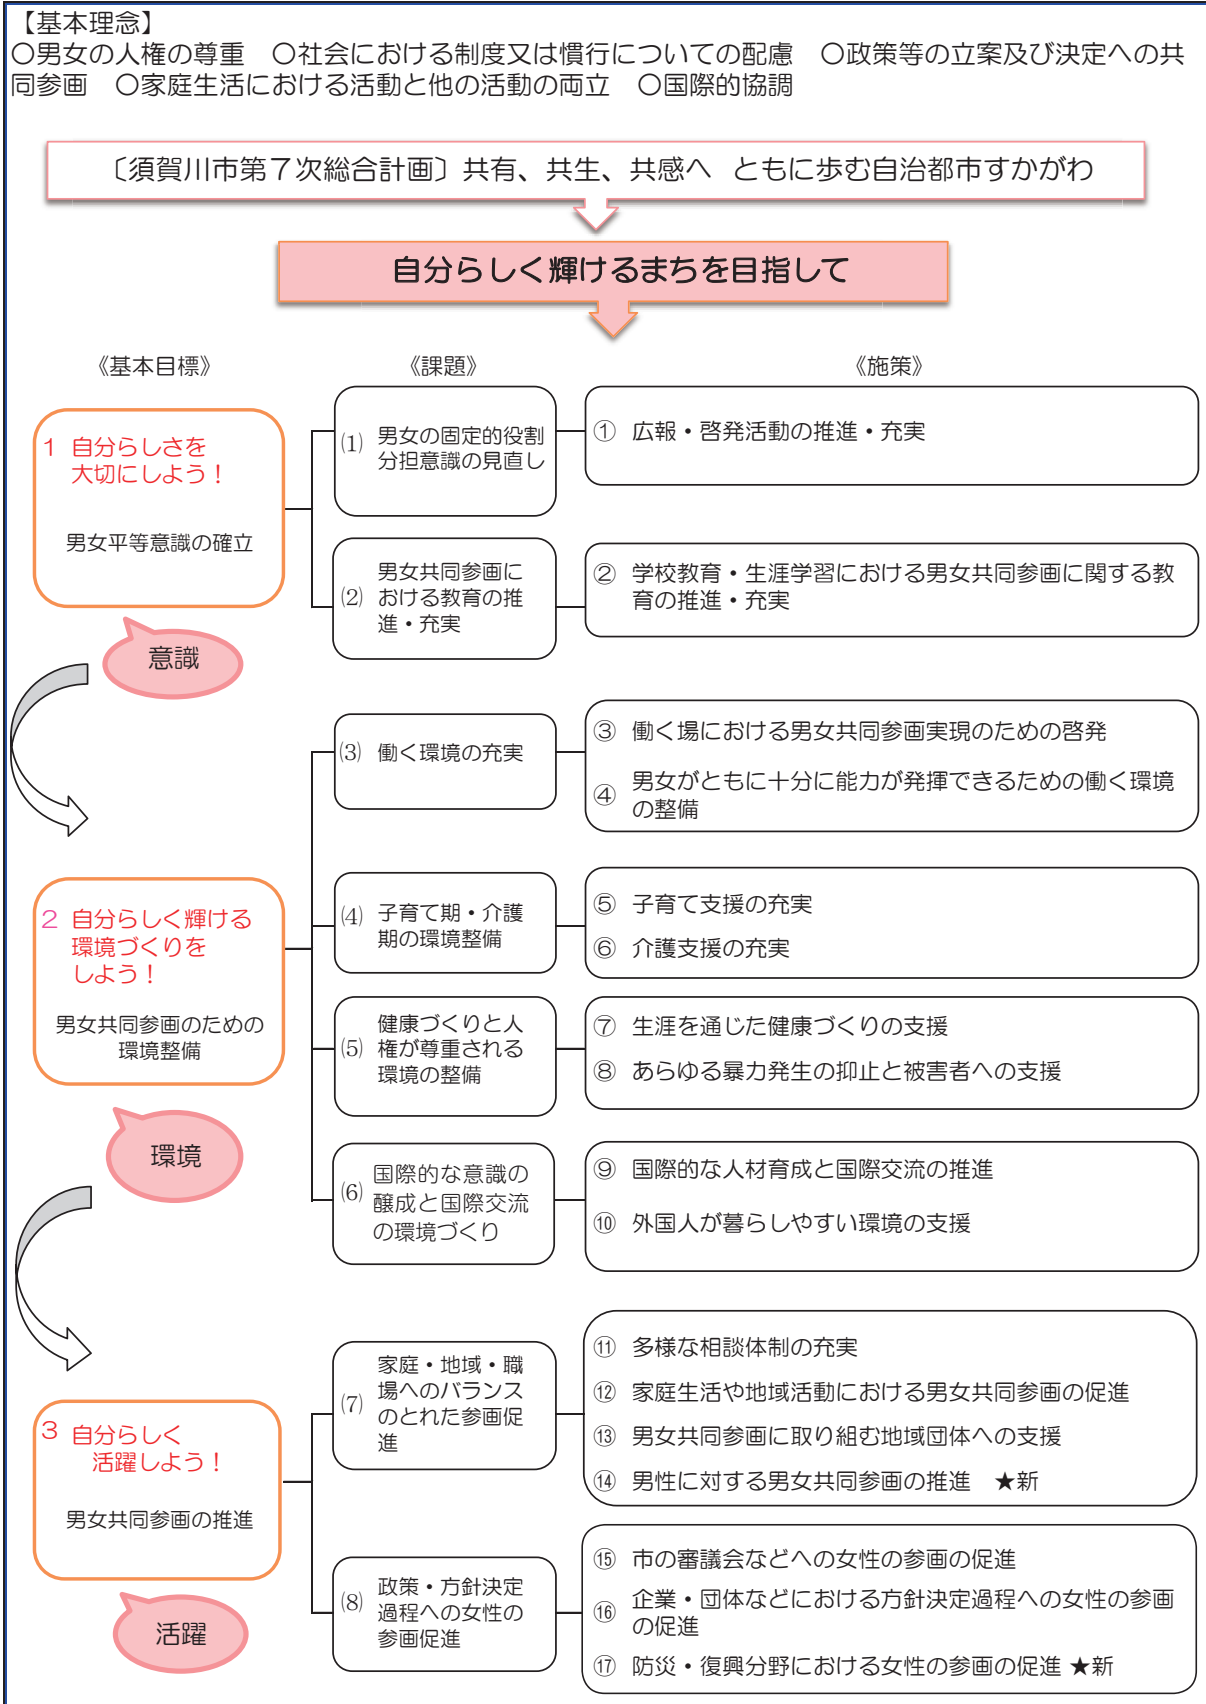 【基本理念】
〇男女の人権の尊重　〇社会における制度又は慣行についての配慮　〇政策等の立案及び決定への共
同参画　〇家庭生活における活動と他の活動の両立　〇国際的協調
〔須賀川市第７次総合計画〕共有、共生、共感へ　ともに歩む自治都市すかがわ
自分らしく輝けるまちを目指して
《基本目標》
《課題》
《施策》
１ 自分らしさを
大切にしよう！
男女平等意識の確立
意識
⑴ 男女の固定的役割
分担意識の見直し
① 広報・啓発活動の推進・充実
⑵ 男女共同参画に
おける教育の推
進・充実
② 学校教育・生涯学習における男女共同参画に関する教
育の推進・充実
２ 自分らしく輝ける
環境づくりを
しよう！
男女共同参画のための
環境整備
環境
⑶ 働く環境の充実
③ 働く場における男女共同参画実現のための啓発
④ 男女がともに十分に能力が発揮できるための働く環境
の整備
⑷ 子育て期・介護
期の環境整備
⑤ 子育て支援の充実
⑥ 介護支援の充実
⑸ 健康づくりと人
権が尊重される
環境の整備
⑦ 生涯を通じた健康づくりの支援
⑧ あらゆる暴力発生の抑止と被害者への支援
⑹ 国際的な意識の
醸成と国際交流
の環境づくり
⑨ 国際的な人材育成と国際交流の推進
⑩ 外国人が暮らしやすい環境の支援
３ 自分らしく
活躍しよう！
男女共同参画の推進
活躍
⑺ 家庭・地域・職
場へのバランス
のとれた参画促
進
⑪ 多様な相談体制の充実
⑫ 家庭生活や地域活動における男女共同参画の促進
⑬ 男女共同参画に取り組む地域団体への支援
⑭ 男性に対する男女共同参画の推進　★新
⑻ 政策・方針決定
過程への女性の
参画促進
⑮ 市の審議会などへの女性の参画の促進
⑯ 企業・団体などにおける方針決定過程への女性の参画
の促進
⑰ 防災・復興分野における女性の参画の促進 ★新